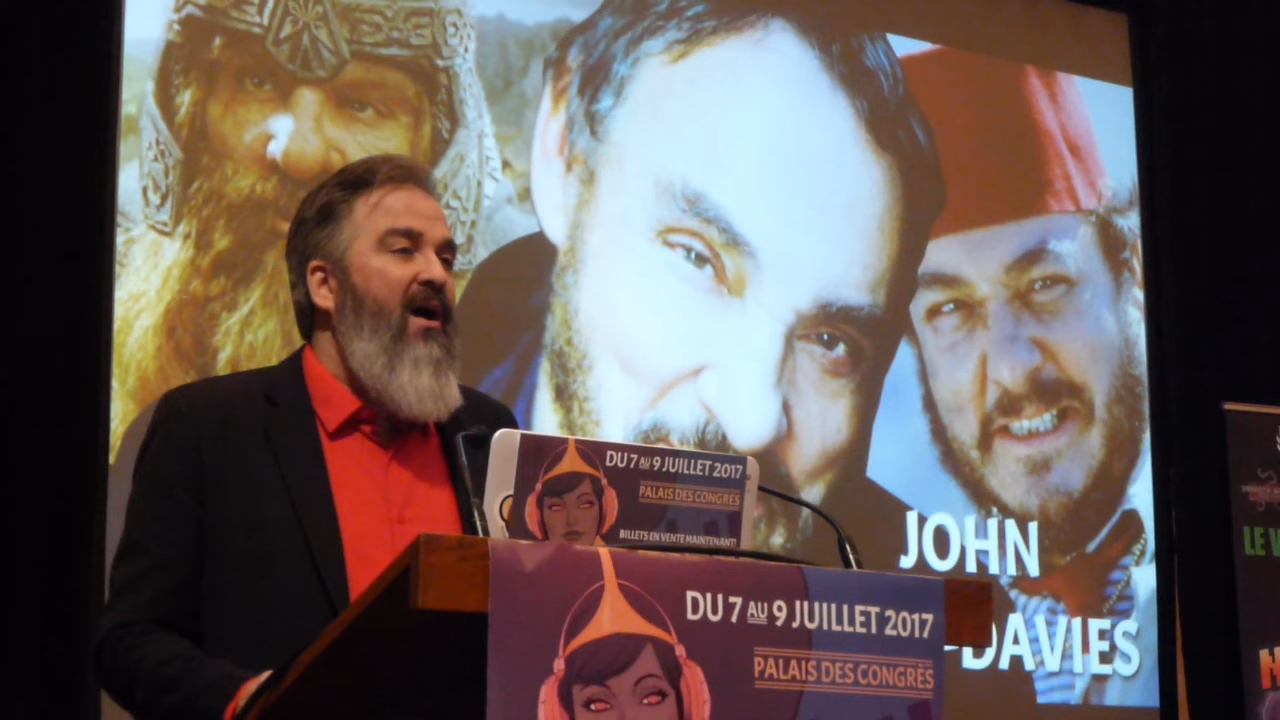 DU 7 AU 9 JUILLET 2017
PALAIS DES CONGRÈS
BILLETS EN VENTE MAINTENANT!
JOHN
-DAVIES
DU 7 AU 9 JUILLET 2017
PALAIS DES CONGRÈS
LE